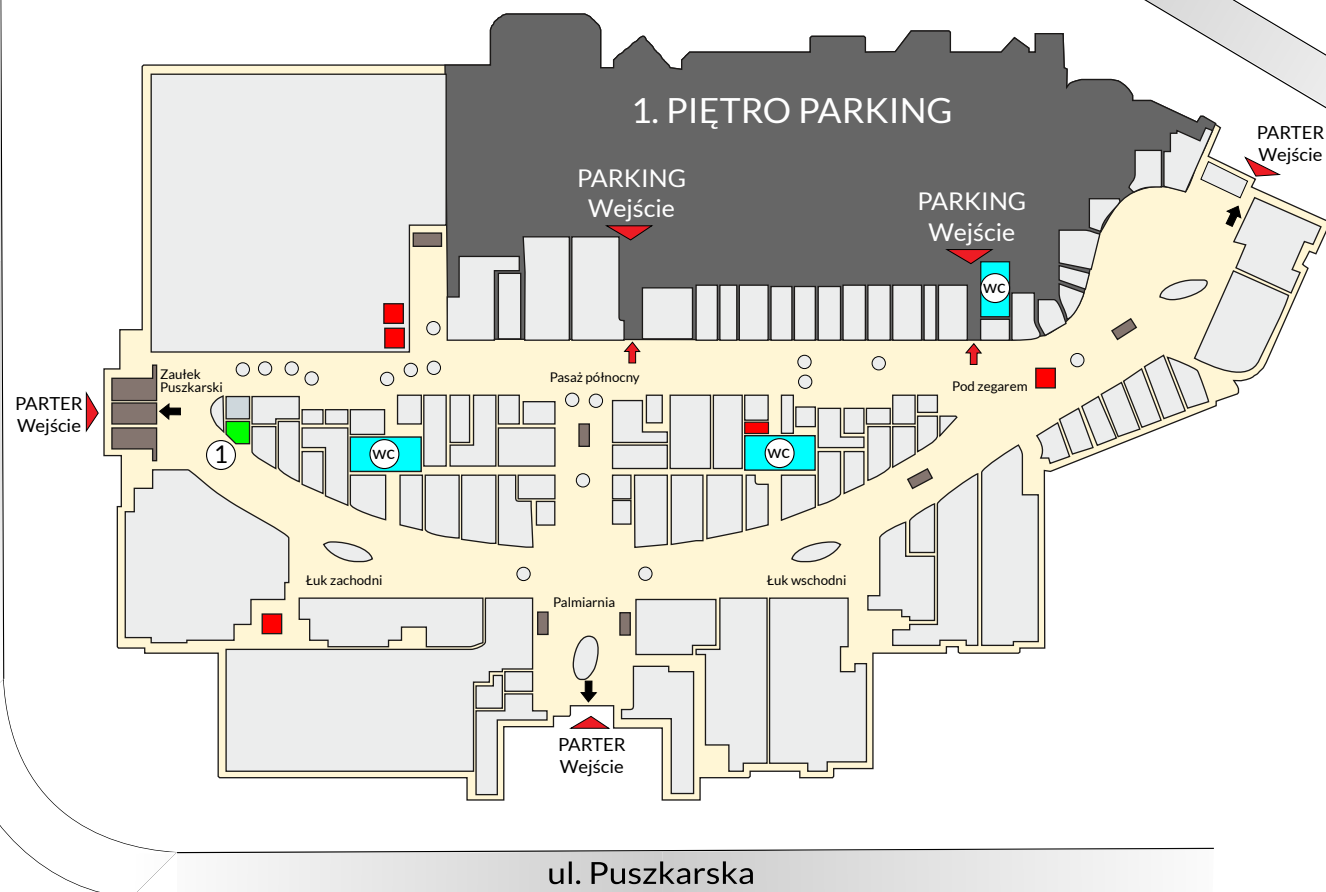 1. PIĘTRO PARKING
PARTER
Wejście
PARKING
Wejście
PARKING
Wejście
WC
Zaułek
Puszkarski
Pasaż północny
Pod zegarem
PARTER
Wejście
1
WC
WC
Łuk zachodni
Łuk wschodni
Palmiarnia
PARTER
Wejście
ul. Puszkarska